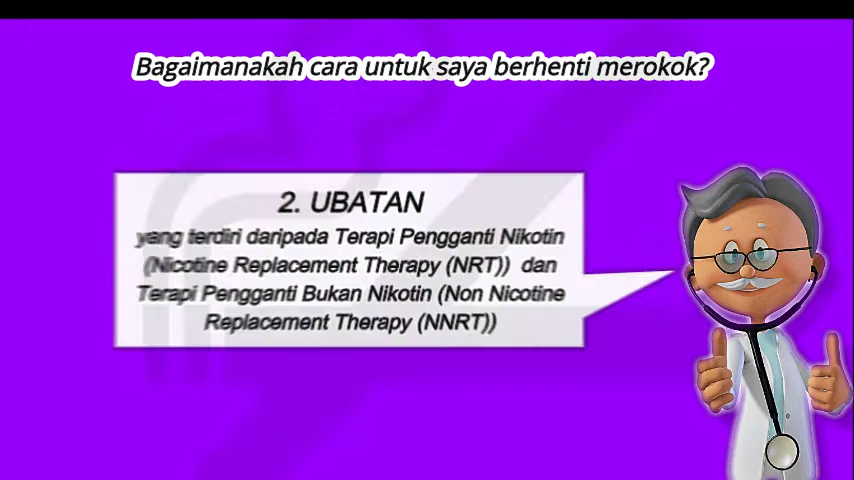 Bagaimanakah cara untuk saya berhenti merokok?
2. UBATAN
yang terdiri daripada Terapi Pengganti Nikotin
(Nicotine Replacement Therapy (NRT)) dan
Terapi Pengganti Bukan Nikotin (Non Nicotine
Replacement Therapy (NNRT))